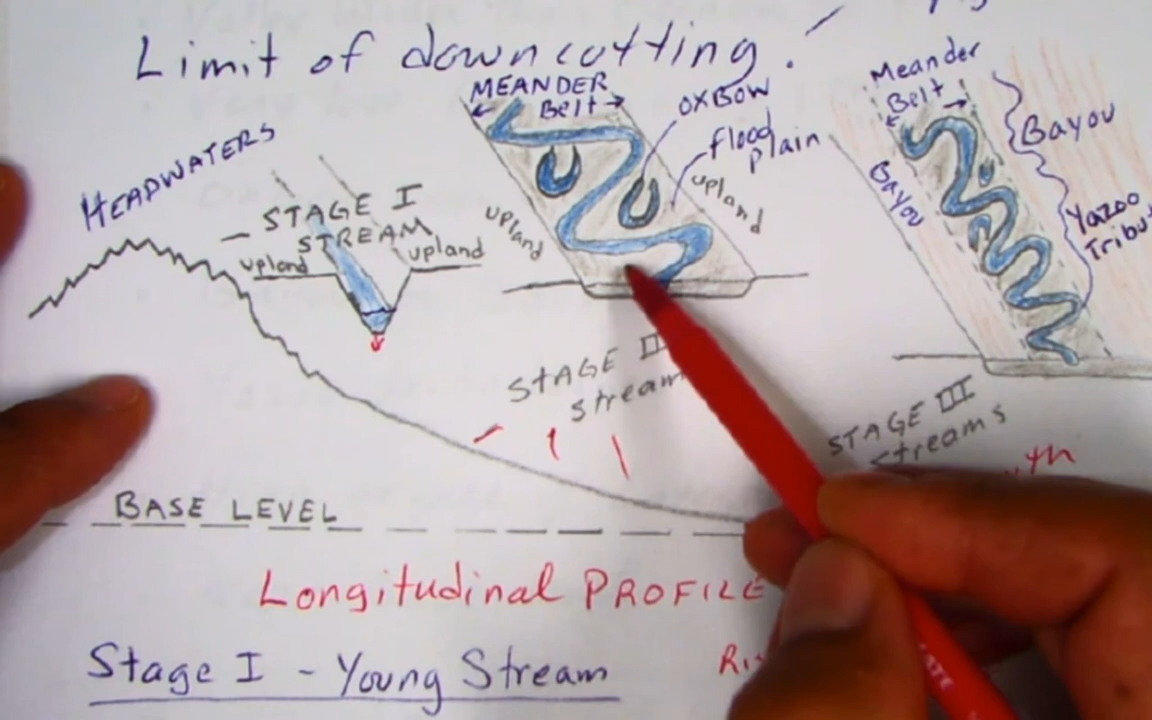 Limit of downcutting.
MEANDER
Belt
OXBOW
flood
plain
upland
upland
HEADWATERS
STAGE I
STREAM
upland
upland
STAGE II
stream
Meander
Belt
Bayou
Bayou
Yazoo
STAGE III
streams
BASE LEVEL
Longitudinal PROFILE
Stage I - Young Stream